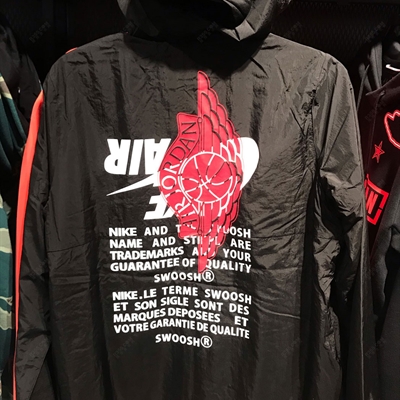 AIR
AIR JORDAN
NIKE AND THE SWOOSH
NAME AND STRIPE ARE
TRADEMARKS YOUR
GUARANTEE OF QUALITY
SWOOSH®
NIKE.LE TERME SWOOSH
ET SON SIGLE SONT DES
MARQUES DEPOSEES ET
VOTRE GARANTIE DE QUALITE
SWOOSH®